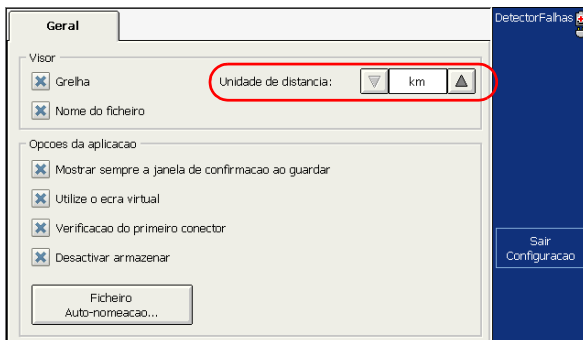 Geral
DetectorFalhas
Visor
Grelha
Unidade de distancia: km
Nome do ficheiro
Opcoes da aplicacao
Mostrar sempre a janela de confirmacao ao guardar
Utilize o ecra virtual
Verificacao do primeiro conector
Desactivar armazenar
Sair
Configuracao
Ficheiro
Auto-nomeacao...